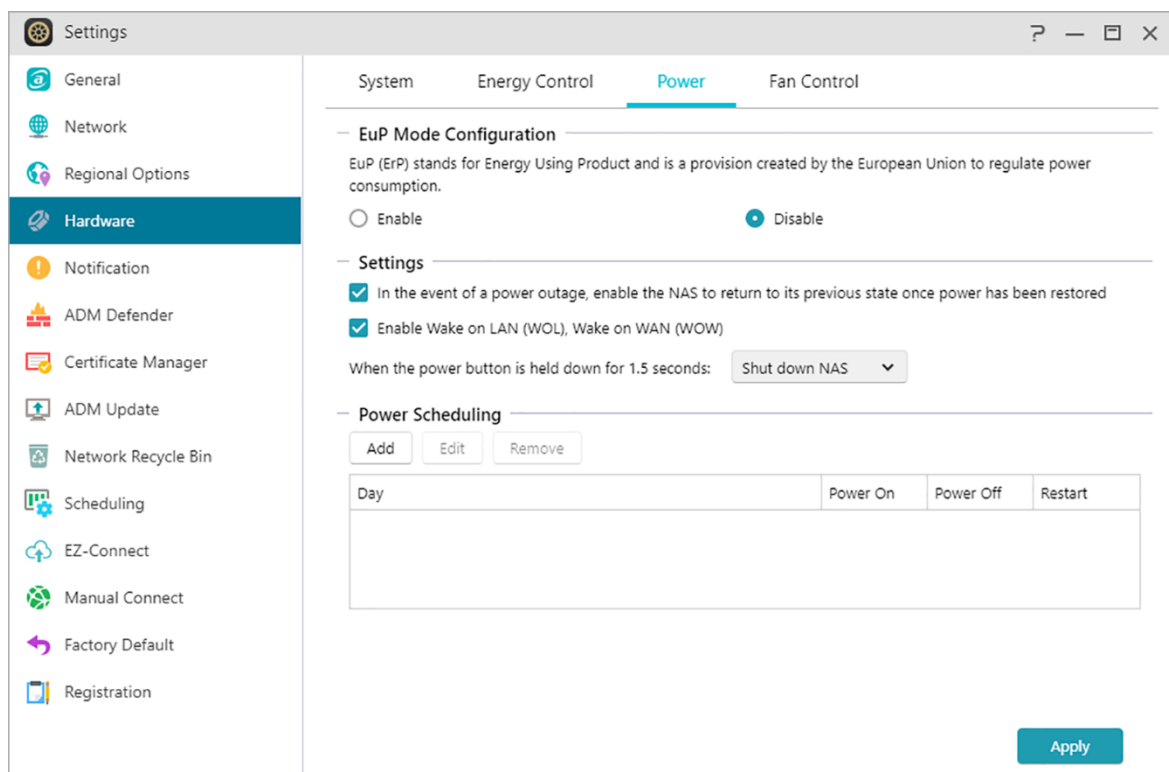 Settings
General
Network
Regional Options
Hardware
Notification
ADM Defender
Certificate Manager
ADM Update
Network Recycle Bin
Scheduling
EZ-Connect
Manual Connect
Factory Default
Registration
System Energy Control Power Fan Control
EuP Mode Configuration
EuP (ErP) stands for Energy Using Product and is a provision created by the European Union to regulate power
consumption.
Enable Disable
Settings
In the event of a power outage, enable the NAS to return to its previous state once power has been restored
Enable Wake on LAN (WOL), Wake on WAN (WOW)
When the power button is held down for 1.5 seconds: Shut down NAS
Power Scheduling
Add Edit Remove
Day Power On Power Off Restart
Apply